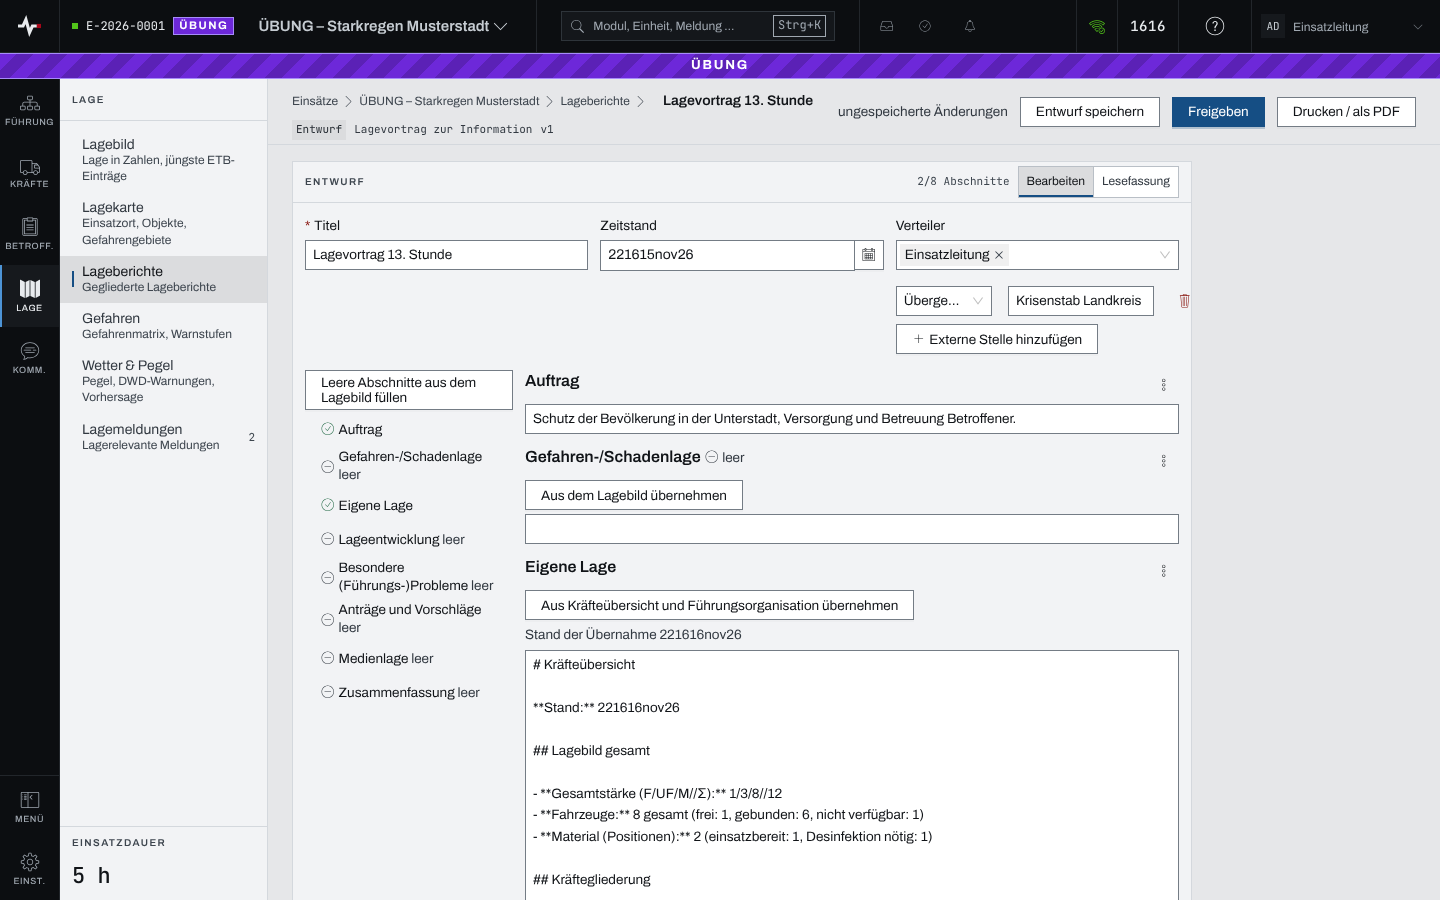 E-2026-0001 ÜBUNG ÜBUNG – Starkregen Musterstadt Modul, Einheit, Meldung ... Strg+K 1616 AD Einsatzleitung
ÜBUNG
FÜHRUNG
KRÄFTE
BETROFF.
LAGE
KOMM.
MENÜ
EINST.
LAGE
Lagebild
Lage in Zahlen, jüngste ETB-
Einträge
Lagekarte
Einsatzort, Objekte,
Gefahrengebiete
Lageberichte
Gegliederte Lageberichte
Gefahren
Gefahrenmatrix, Warnstufen
Wetter & Pegel
Pegel, DWD-Warnungen,
Vorhersage
Lagemeldungen
Lagerelevante Meldungen 2
EINSATZDAUER
5 h
Einsätze ÜBUNG – Starkregen Musterstadt Lageberichte Lagevortrag 13. Stunde
Entwurf Lagevortrag zur Information v1
ungespeicherte Änderungen Entwurf speichern Freigeben Drucken / als PDF
ENTWURF 2/8 Abschnitte Bearbeiten Lesefassung
* Titel Zeitstand Verteiler
Lagevortrag 13. Stunde 221615nov26 Einsatzleitung
Überge... Krisenstab Landkreis
+ Externe Stelle hinzufügen
Leere Abschnitte aus dem
Lagebild füllen
Auftrag
Gefahren-/Schadenlage
leer
Eigene Lage
Lageentwicklung leer
Besondere
(Führungs-)Probleme leer
Anträge und Vorschläge
leer
Medienlage leer
Zusammenfassung leer
Auftrag
Schutz der Bevölkerung in der Unterstadt, Versorgung und Betreuung Betroffener.
Gefahren-/Schadenlage leer
Aus dem Lagebild übernehmen
Eigene Lage
Aus Kräfteübersicht und Führungsorganisation übernehmen
Stand der Übernahme 221616nov26
# Kräfteübersicht
**Stand:** 221616nov26
## Lagebild gesamt
- **Gesamtstärke (F/UF/M//Σ):** 1/3/8//12
- **Fahrzeuge:** 8 gesamt (frei: 1, gebunden: 6, nicht verfügbar: 1)
- **Material (Positionen):** 2 (einsatzbereit: 1, Desinfektion nötig: 1)
## Kräftegliederung